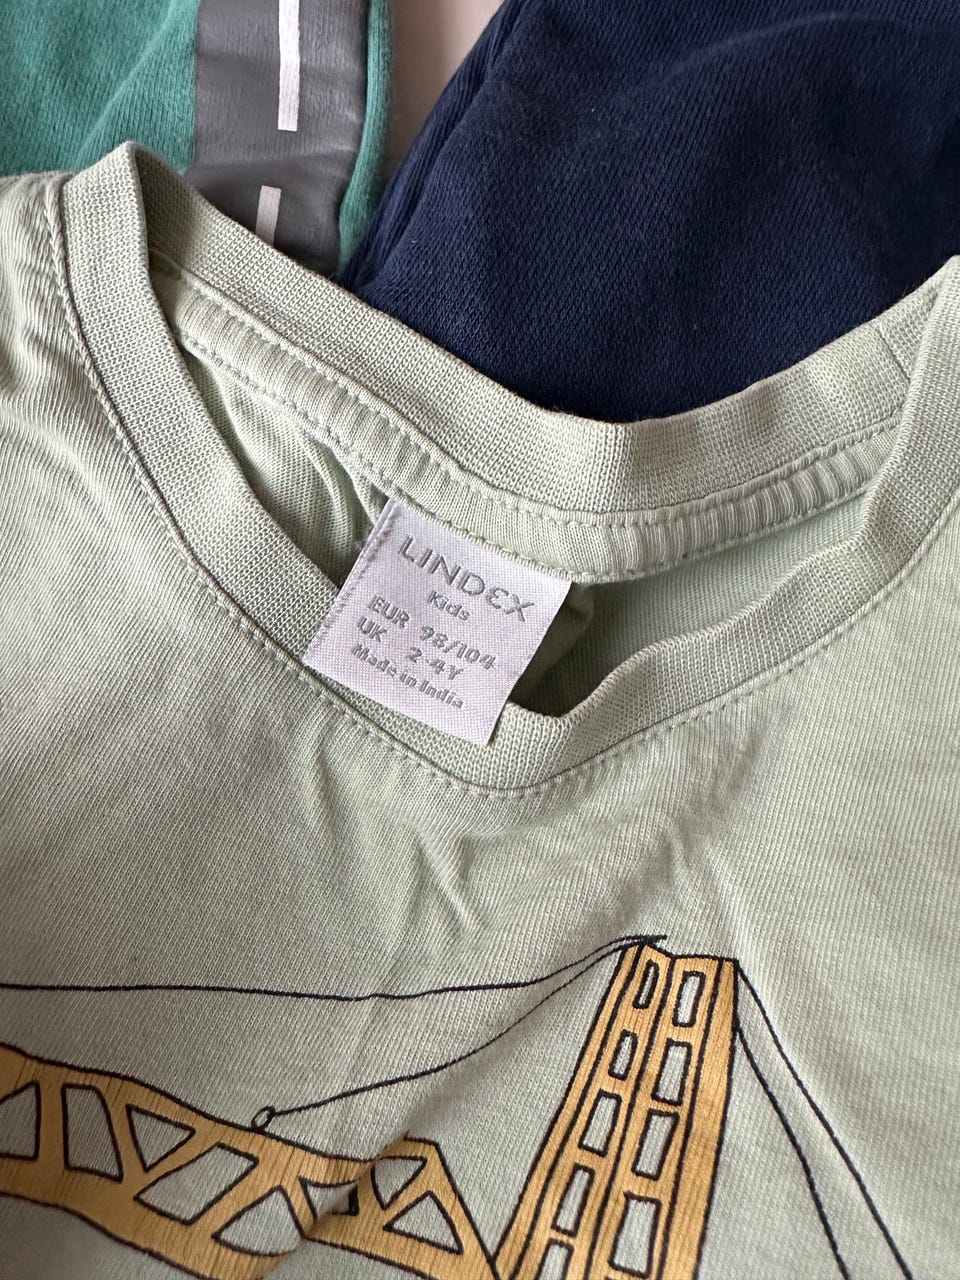 LINDEX
Kids
EUR 98/104
UK 2-4Y
Made in India